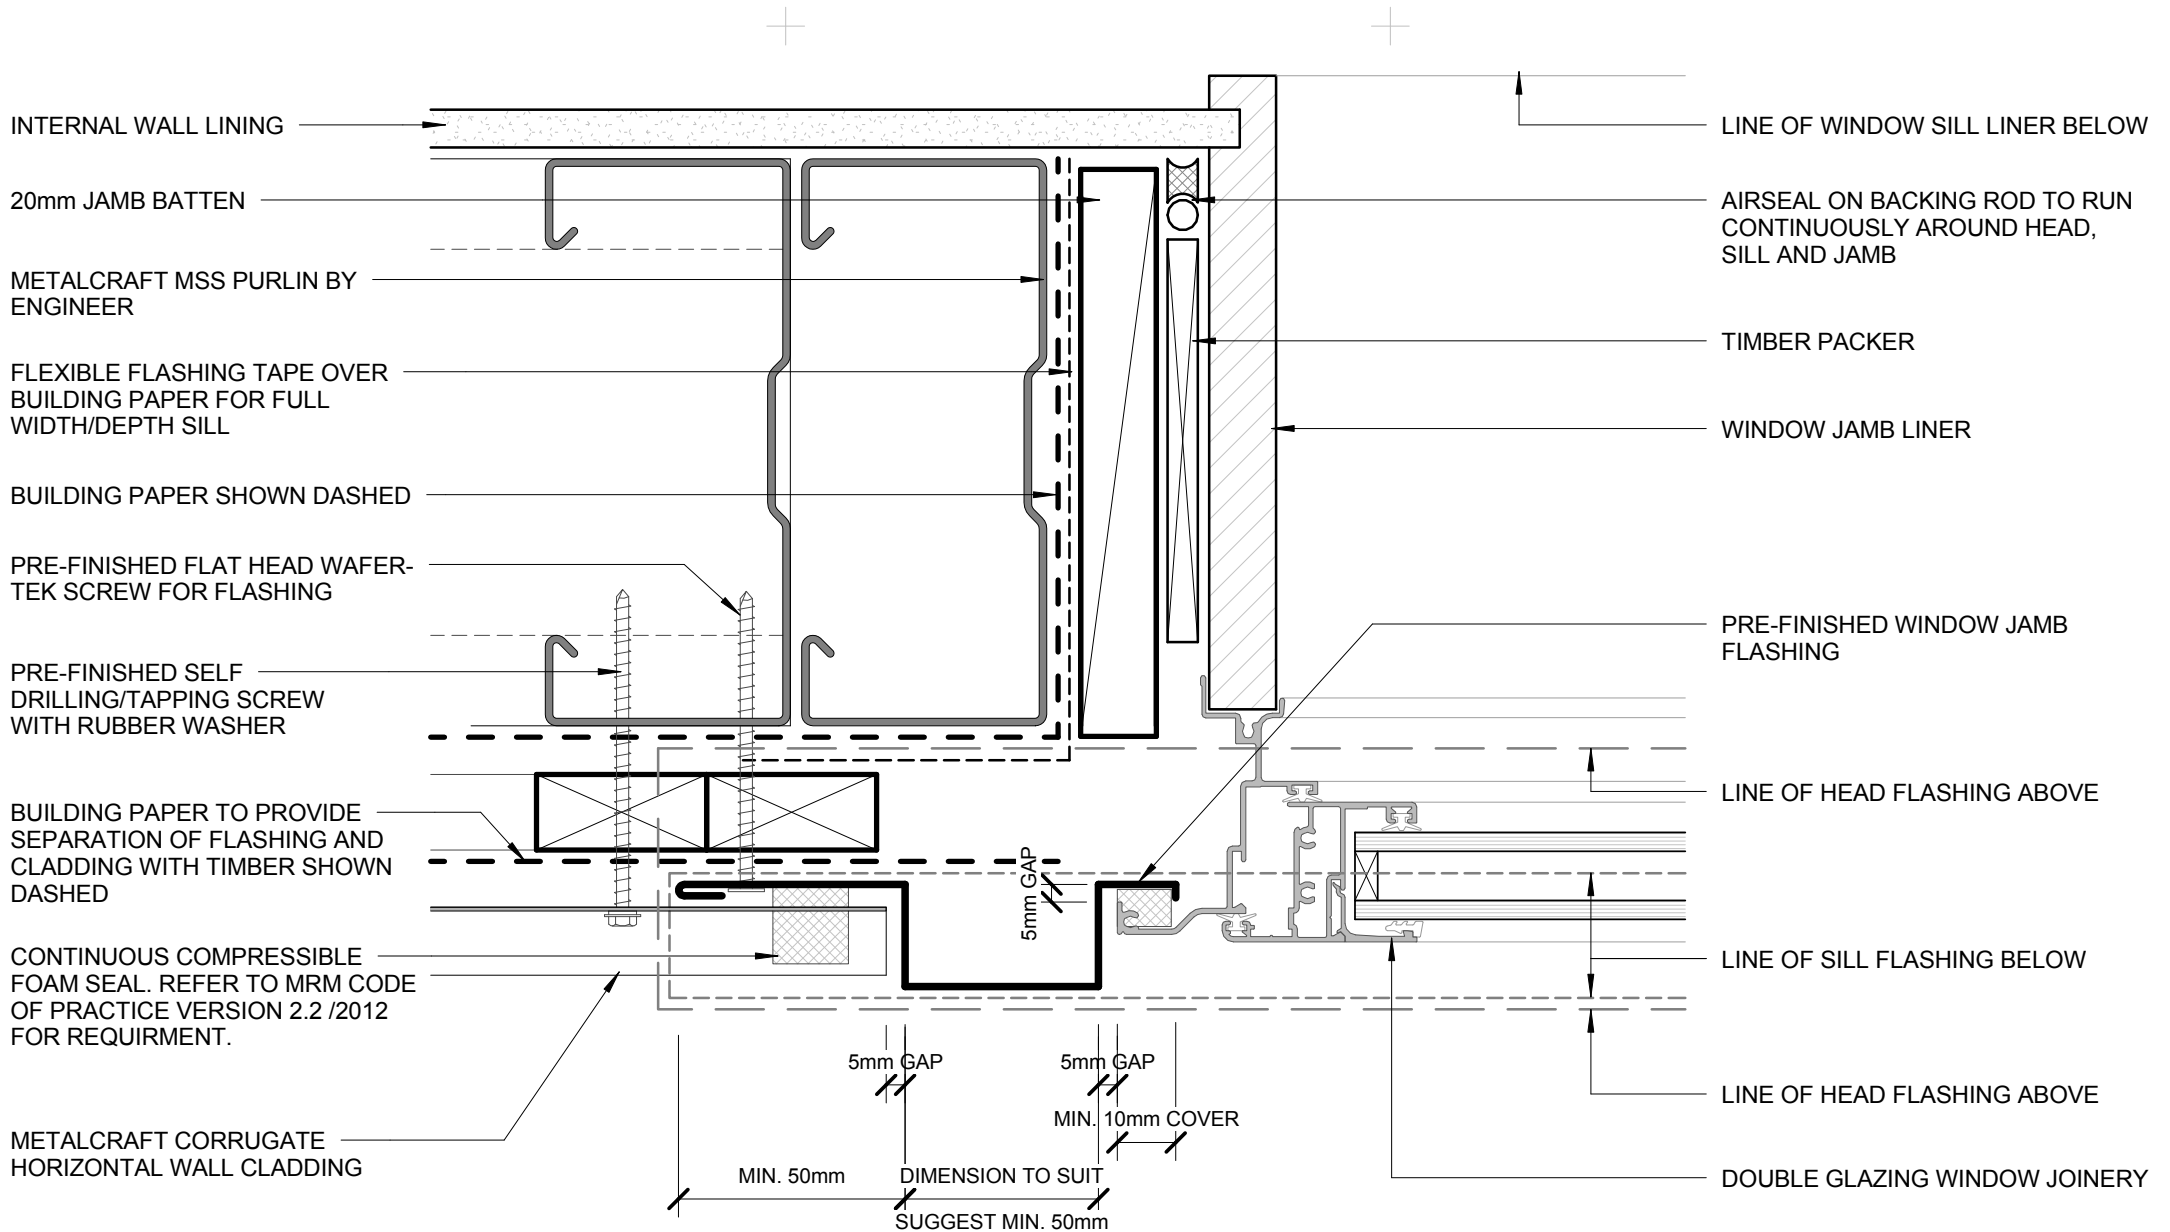 INTERNAL WALL LINING
20mm JAMB BATTEN
METALCRAFT MSS PURLIN BY
ENGINEER
FLEXIBLE FLASHING TAPE OVER
BUILDING PAPER FOR FULL
WIDTH/DEPTH SILL
BUILDING PAPER SHOWN DASHED
PRE-FINISHED FLAT HEAD WAFER-
TEK SCREW FOR FLASHING
PRE-FINISHED SELF
DRILLING/TAPPING SCREW
WITH RUBBER WASHER
BUILDING PAPER TO PROVIDE
SEPARATION OF FLASHING AND
CLADDING WITH TIMBER SHOWN
DASHED
CONTINUOUS COMPRESSIBLE
FOAM SEAL. REFER TO MRM CODE
OF PRACTICE VERSION 2.2 /2012
FOR REQUIRMENT.
METALCRAFT CORRUGATE
HORIZONTAL WALL CLADDING
5mm GAP
5mm GAP
5mm GAP
MIN. 10mm COVER
MIN. 50mm
DIMENSION TO SUIT
SUGGEST MIN. 50mm
LINE OF WINDOW SILL LINER BELOW
AIRSEAL ON BACKING ROD TO RUN
CONTINUOUSLY AROUND HEAD,
SILL AND JAMB
TIMBER PACKER
WINDOW JAMB LINER
PRE-FINISHED WINDOW JAMB
FLASHING
LINE OF HEAD FLASHING ABOVE
LINE OF SILL FLASHING BELOW
LINE OF HEAD FLASHING ABOVE
DOUBLE GLAZING WINDOW JOINERY